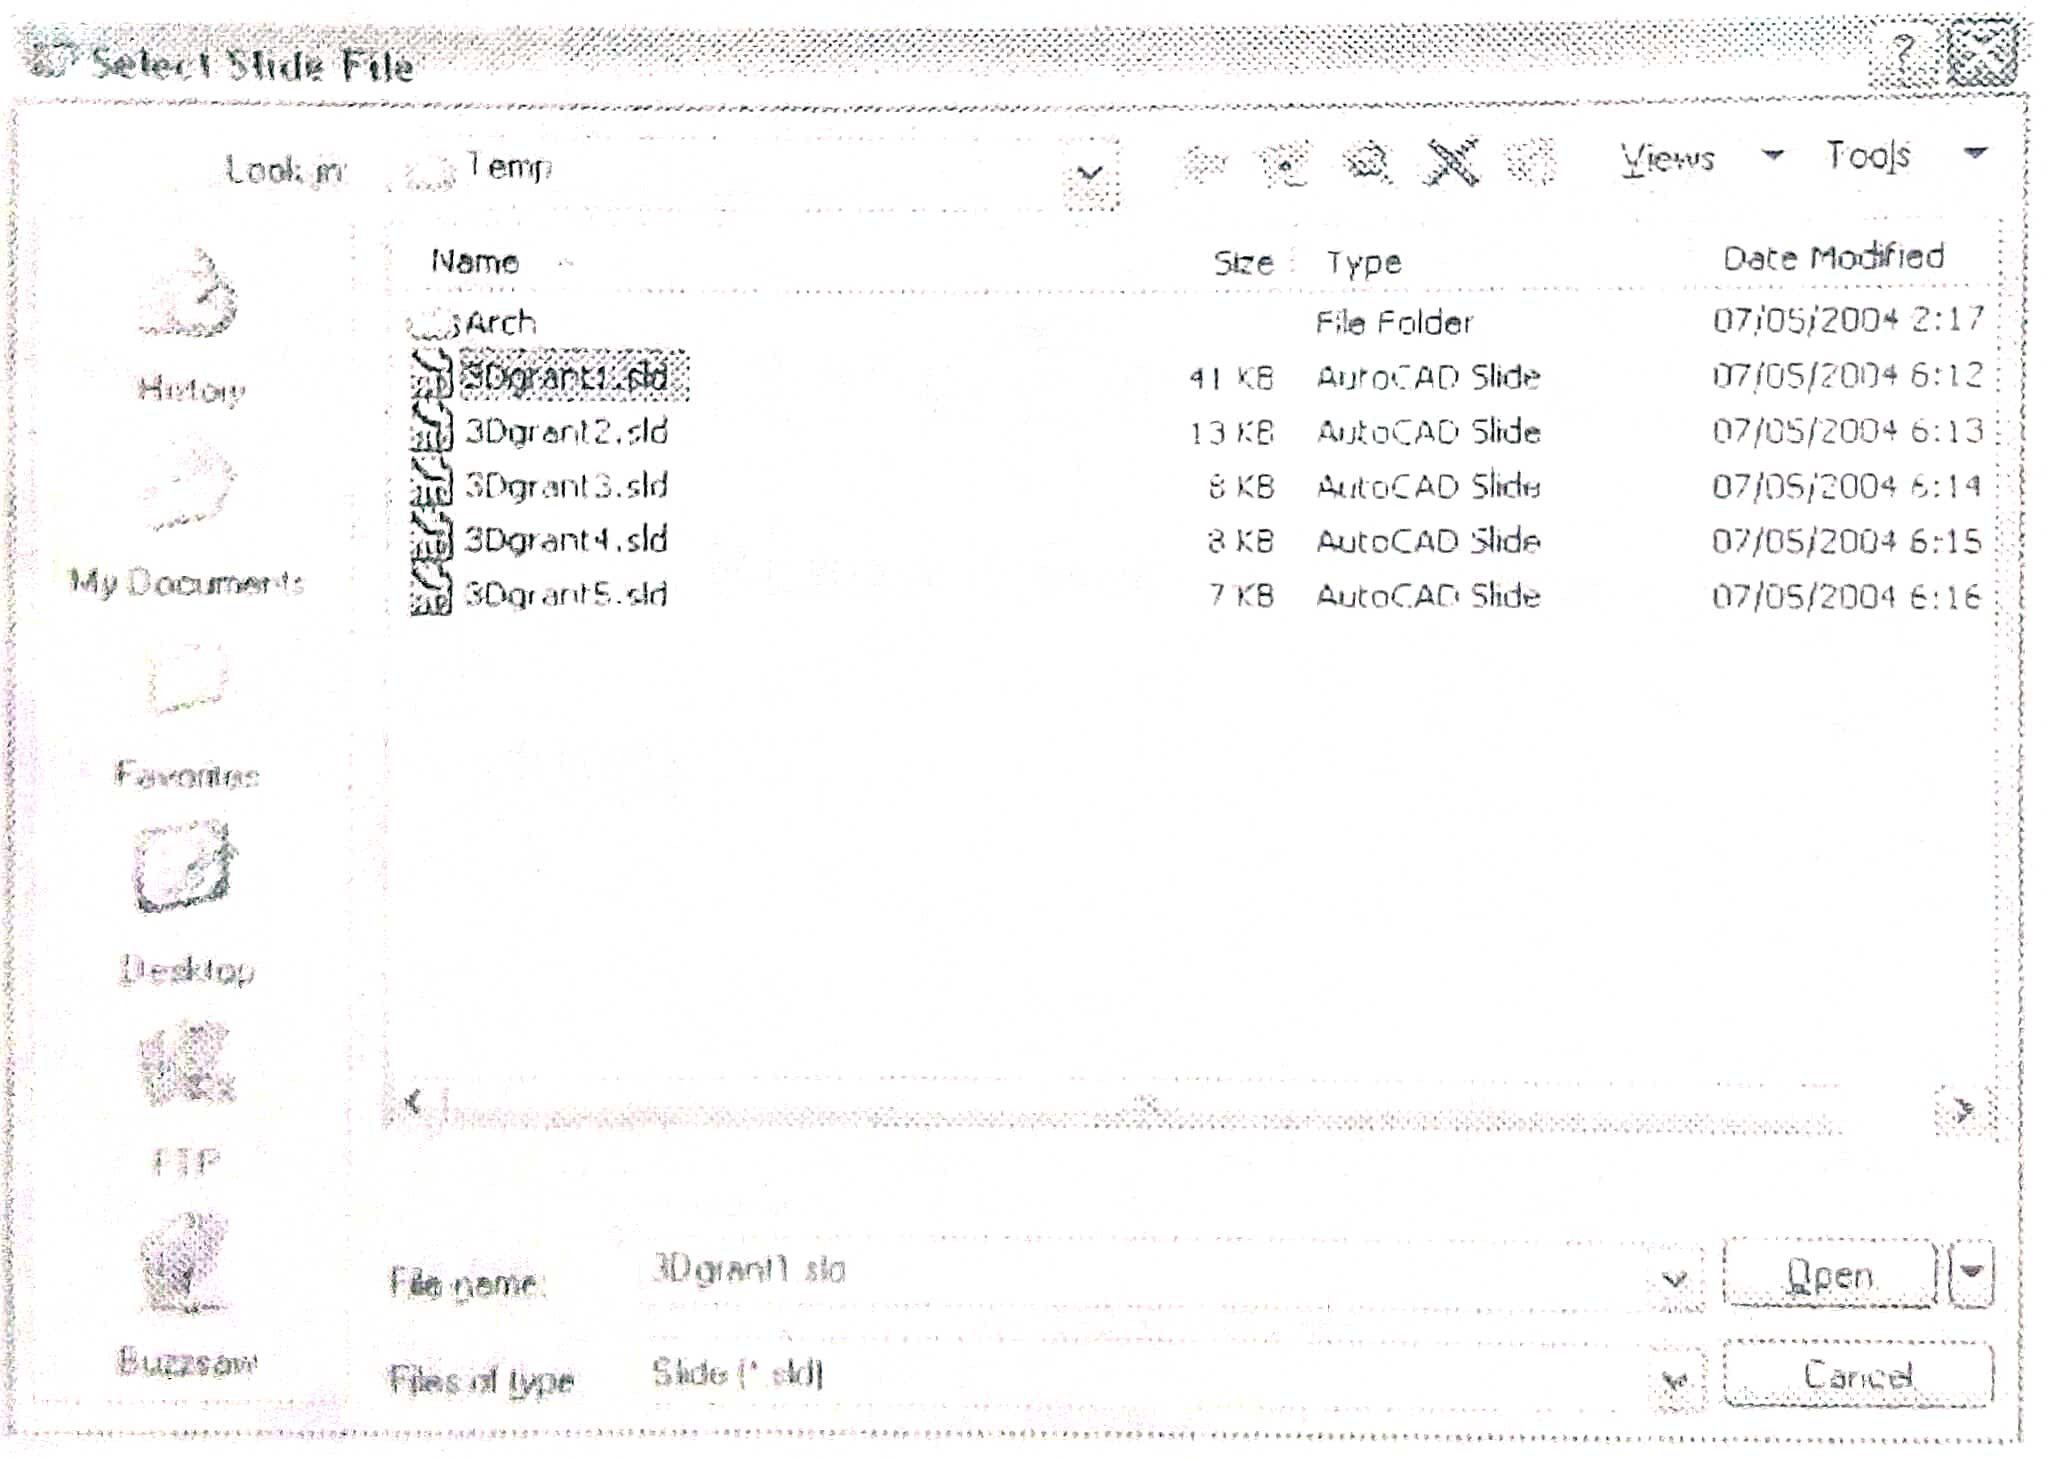 Select Slide File ?
Look in: Temp Views Tools
Name Size Type Date Modified
Arch File Folder 07/05/2004 2:17
3Dgrant1.sld 41 KB AutoCAD Slide 07/05/2004 6:12
3Dgrant2.sld 13 KB AutoCAD Slide 07/05/2004 6:13
3Dgrant3.sld 8 KB AutoCAD Slide 07/05/2004 6:14
3Dgrant4.sld 8 KB AutoCAD Slide 07/05/2004 6:15
3Dgrant5.sld 7 KB AutoCAD Slide 07/05/2004 6:16
History
My Documents
Favorites
Desktop
FTP
Buzzsaw
File name: 3Dgrant1.sld Open
Files of type Slide (*.sld) Cancel